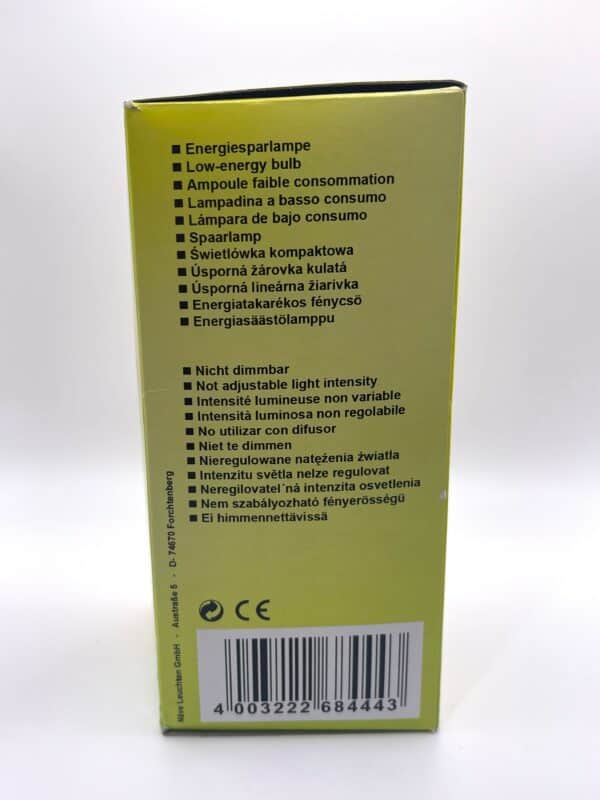 ■ Energiesparlampe
■ Low-energy bulb
■ Ampoule faible consommation
■ Lampadina a basso consumo
■ Lámpara de bajo consumo
■ Spaarlamp
■ Świetlówka kompaktowa
■ Úsporná žárovka kulatá
■ Úsporná lineárna žiarivka
■ Energiatakarékos fénycső
■ Energiasäästölamppu
■ Nicht dimmbar
■ Not adjustable light intensity
■ Intensité lumineuse non variable
■ Intensità luminosa non regolabile
■ No utilizar con difusor
■ Niet te dimmen
■ Nieregulowane natężenia źwiatla
■ Intenzitu světla nelze regulovat
■ Neregilovatel´ná intenzita osvetlenia
■ Nem szabályozható fényerösségü
■ Ei himmennettävissä
Näve Leuchten GmbH - Austraße 5 - D- 74670 Forchtenberg
CE
4 003222 684443